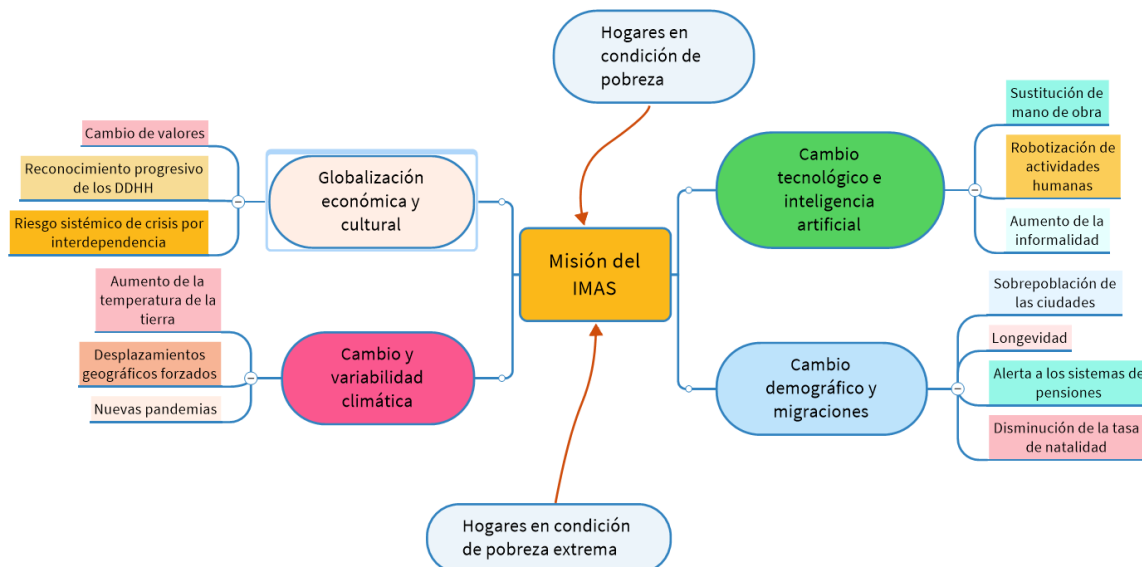 Hogares en
condición de
pobreza
Cambio de valores
Reconocimiento progresivo
de los DDHH
Riesgo sistémico de crisis por
interdependencia
Globalización
económica y
cultural
Aumento de la
temperatura de la
tierra
Desplazamientos
geográficos forzados
Nuevas pandemias
Cambio y
variabilidad
climática
Misión del
IMAS
Cambio
tecnológico e
inteligencia
artificial
Sustitución de
mano de obra
Robotización de
actividades
humanas
Aumento de la
informalidad
Cambio
demográfico y
migraciones
Sobrepoblación de
las ciudades
Longevidad
Alerta a los sistemas de
pensiones
Disminución de la tasa
de natalidad
Hogares en condición
de pobreza extrema